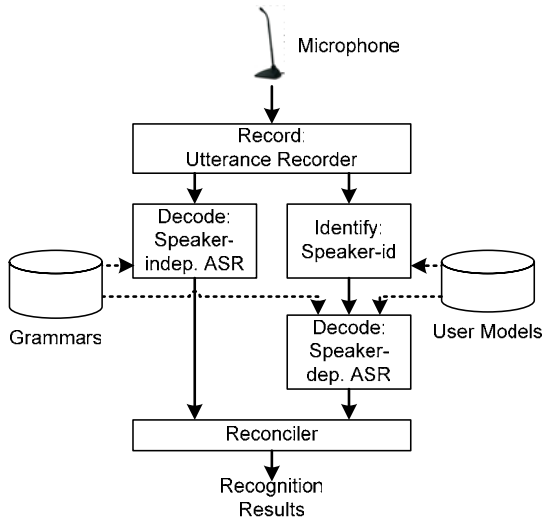 Microphone
Record:
Utterance Recorder
Decode:
Speaker-
indep. ASR
Identify:
Speaker-id
Grammars
User Models
Decode:
Speaker-
dep. ASR
Reconciler
Recognition
Results